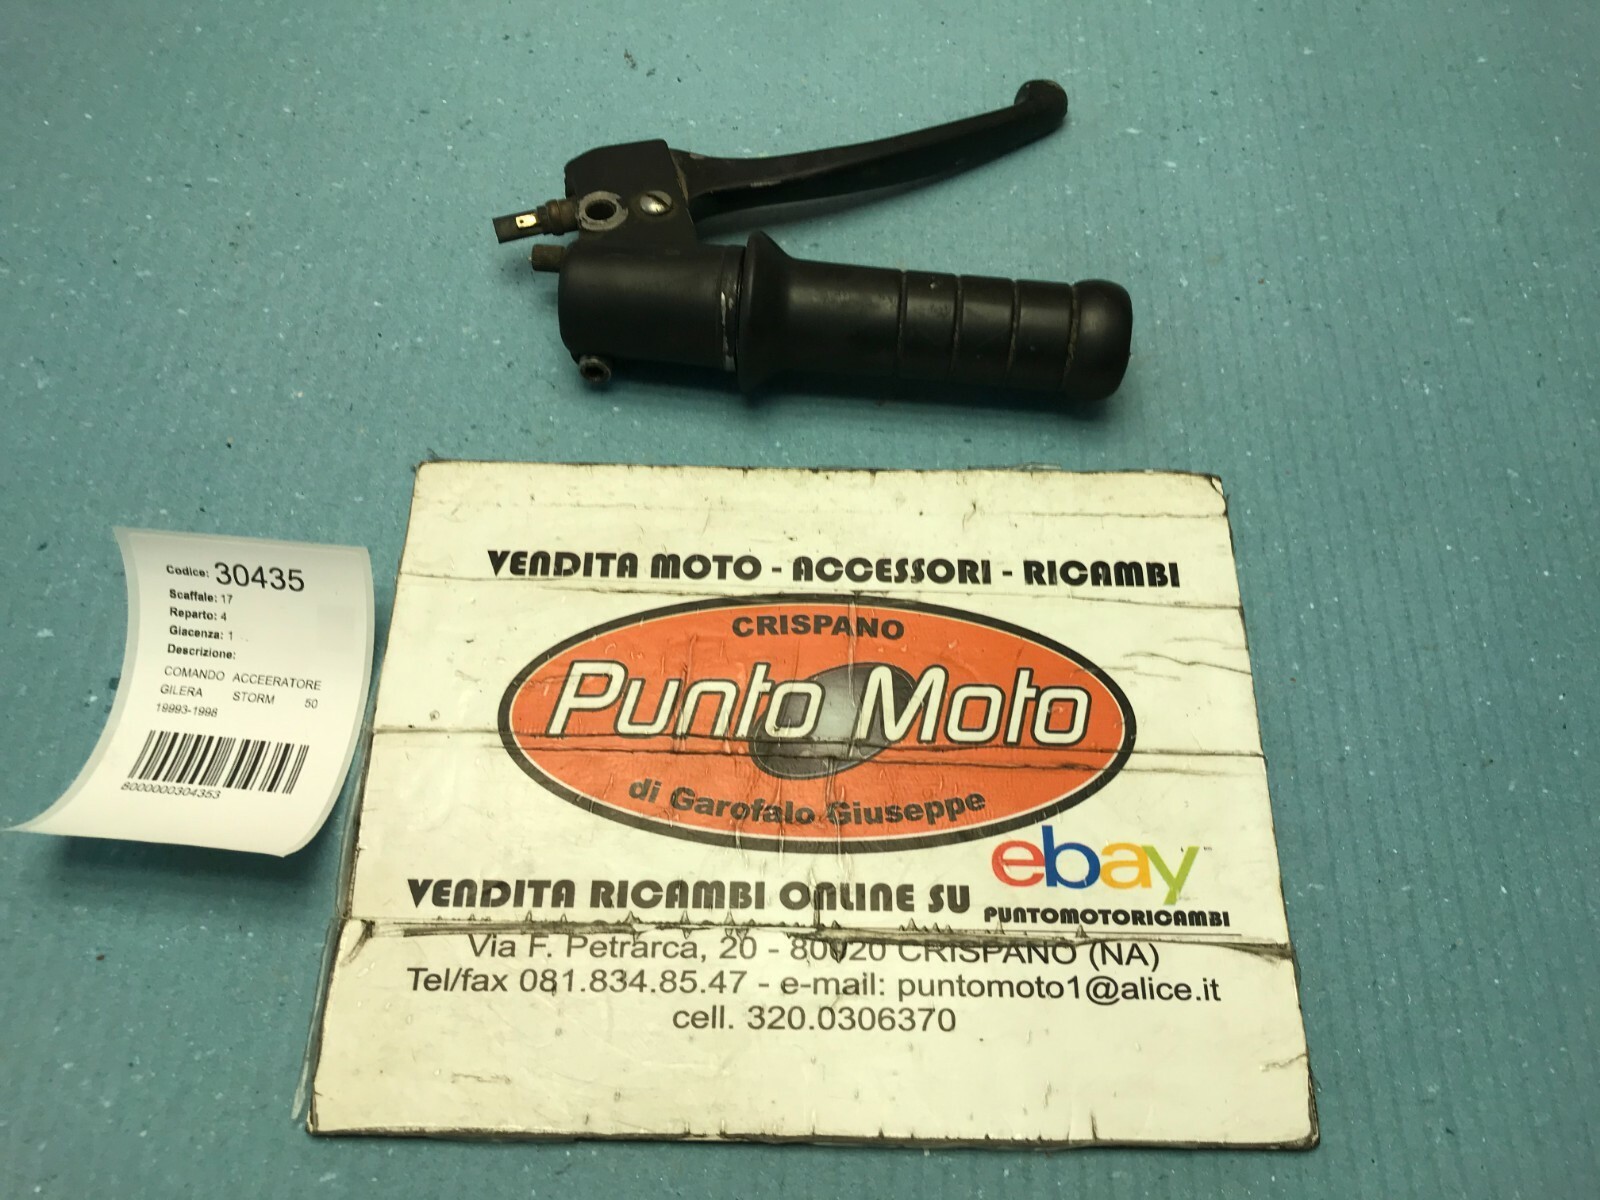 Codice: 30435
Scaffale: 17
Reparto: 4
Giacenza: 1
Descrizione:
COMANDO ACCEERATORE
GILERA STORM 50
19993-1998
8000000304353
VENDITA MOTO - ACCESSORI - RICAMBI
CRISPANO
Punto Moto
di Garofalo Giuseppe
ebay
VENDITA RICAMBI ONLINE SU
PUNTOMOTORICAMBI
Via F. Petrarca, 20 - 80020 CRISPANO (NA)
Tel/fax 081.834.85.47 - e-mail: puntomoto1@alice.it
cell. 320.0306370